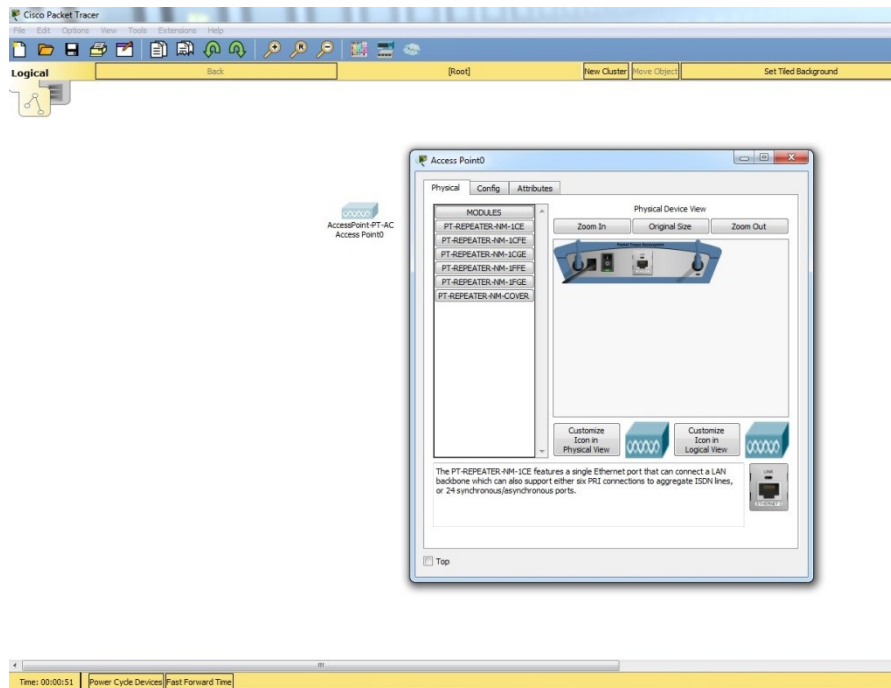 Cisco Packet Tracer
File Edit Options View Tools Extensions Help
Logical Back [Root] New Cluster Move Object Set Tiled Background
AccessPoint-PT-AC
Access Point0
Access Point0
Physical Config Attributes
MODULES
PT-REPEATER-NM-1CE
PT-REPEATER-NM-1CFE
PT-REPEATER-NM-1CGE
PT-REPEATER-NM-1FFE
PT-REPEATER-NM-1FGE
PT-REPEATER-NM-COVER
Physical Device View
Zoom In Original Size Zoom Out
Customize
Icon in
Physical View
Customize
Icon in
Logical View
The PT-REPEATER-NM-1CE features a single Ethernet port that can connect a LAN
backbone which can also support either six PRI connections to aggregate ISDN lines,
or 24 synchronous/asynchronous ports.
LINK
Top
Time: 00:00:51 Power Cycle Devices Fast Forward Time